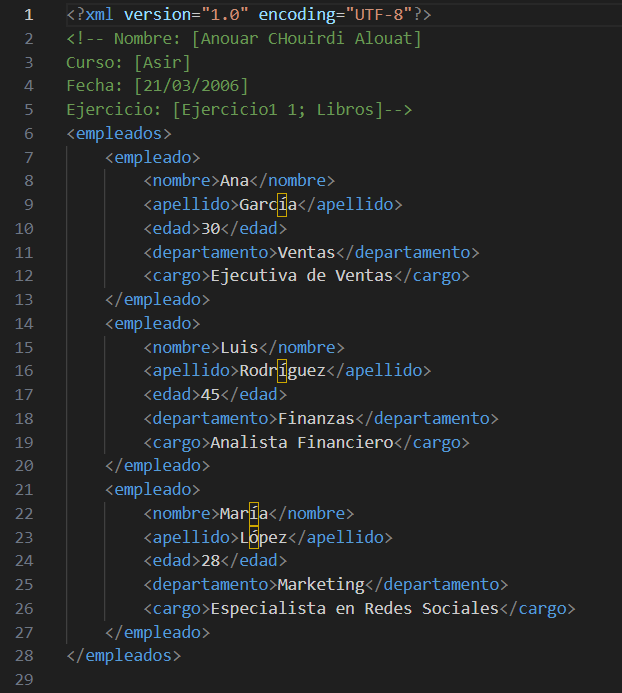 1 <?xml version="1.0" encoding="UTF-8"?>
2 <!-- Nombre: [Anouar CHouirdi Alouat]
3 Curso: [Asir]
4 Fecha: [21/03/2006]
5 Ejercicio: [Ejercicio1 1; Libros]-->
6 <empleados>
7     <empleado>
8         <nombre>Ana</nombre>
9         <apellido>García</apellido>
10         <edad>30</edad>
11         <departamento>Ventas</departamento>
12         <cargo>Ejecutiva de Ventas</cargo>
13     </empleado>
14     <empleado>
15         <nombre>Luis</nombre>
16         <apellido>Rodríguez</apellido>
17         <edad>45</edad>
18         <departamento>Finanzas</departamento>
19         <cargo>Analista Financiero</cargo>
20     </empleado>
21     <empleado>
22         <nombre>María</nombre>
23         <apellido>López</apellido>
24         <edad>28</edad>
25         <departamento>Marketing</departamento>
26         <cargo>Especialista en Redes Sociales</cargo>
27     </empleado>
28 </empleados>
29